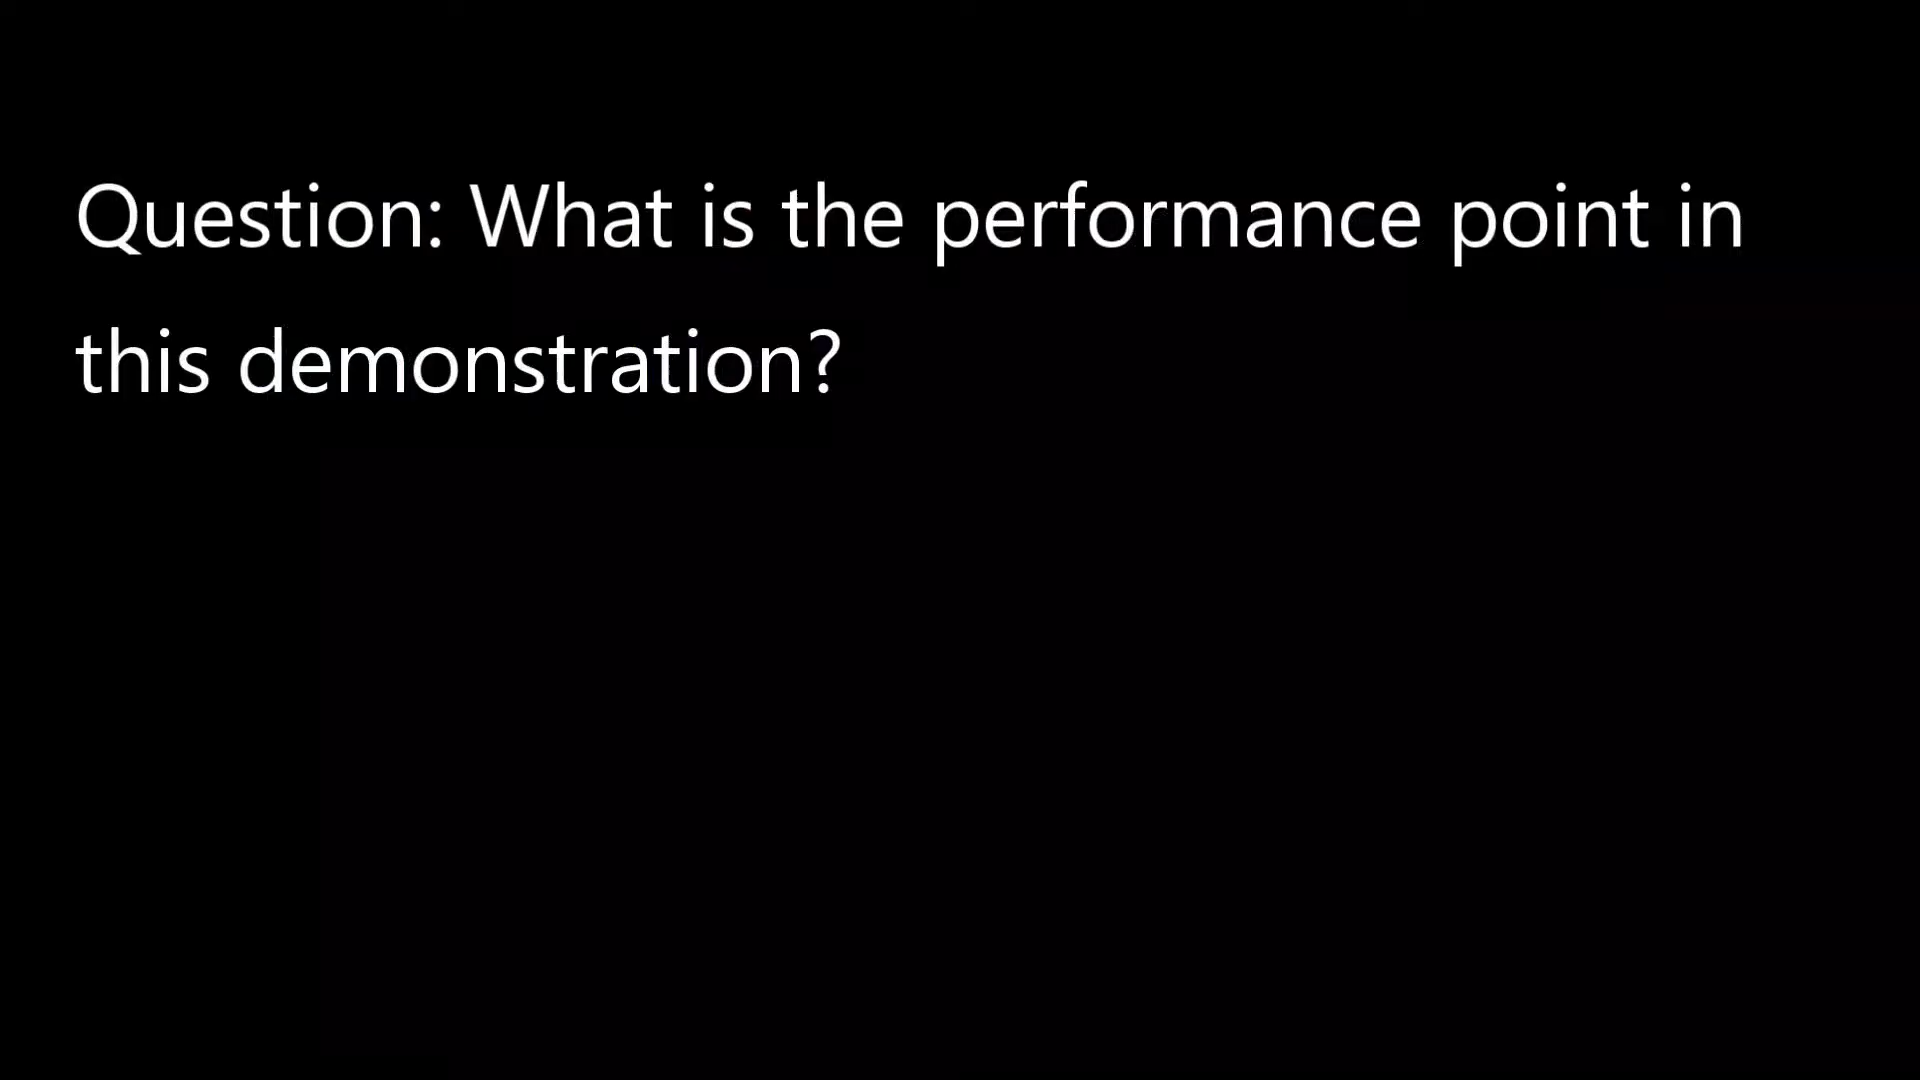 Question: What is the performance point in
this demonstration?